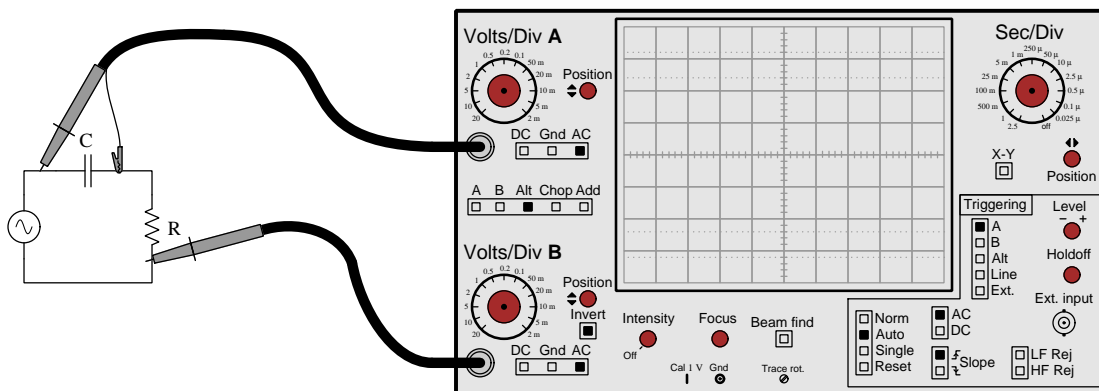 Volts/Div A
0.5
0.2
0.1
1
50 m
2
20 m
5
10 m
10
5 m
20
2 m
Position
DC Gnd AC
A B Alt Chop Add
Volts/Div B
0.5
0.2
0.1
1
50 m
2
20 m
5
10 m
10
5 m
20
2 m
Position
Invert
DC Gnd AC
Intensity
Off
Focus
Beam find
Cal 1 V Gnd
Trace rot.
Sec/Div
1 m
250 µ
50 µ
5 m
10 µ
25 m
2.5 µ
100 m
0.5 µ
500 m
0.1 µ
1
0.025 µ
2.5
off
X-Y
Position
Triggering
A
B
Alt
Line
Ext.
Level
− +
Holdoff
Ext. input
Norm
Auto
Single
Reset
AC
DC
Slope
LF Rej
HF Rej
C
R